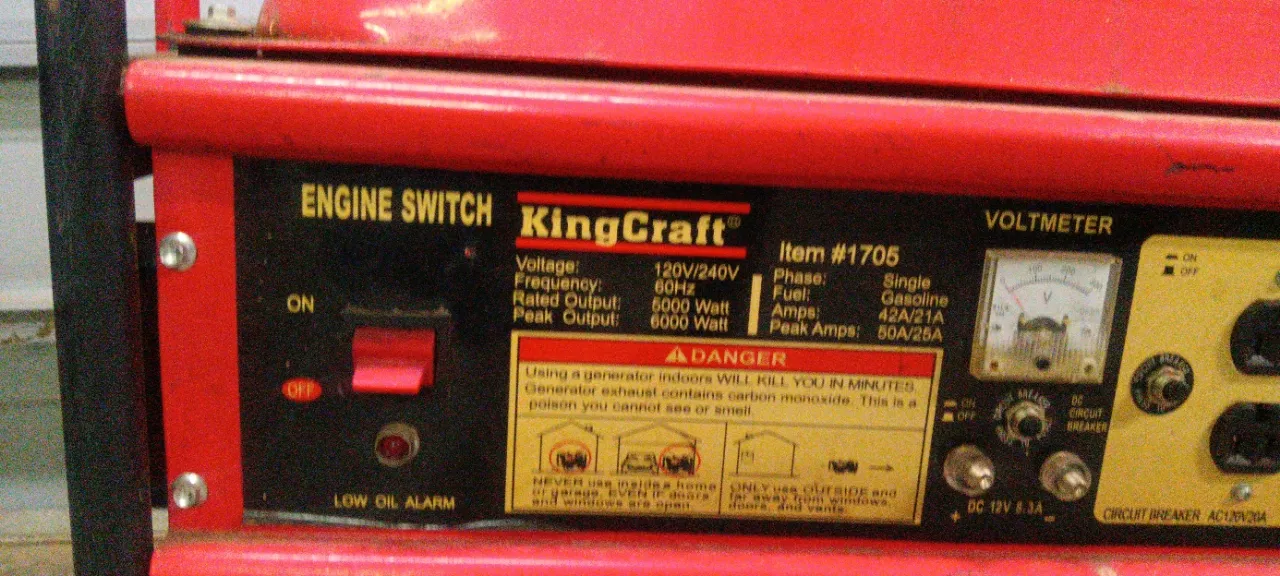 ENGINE SWITCH
ON
OFF
LOW OIL ALARM
KingCraft®
Voltage: 120V/240V
Frequency: 60Hz
Rated Output: 5000 Watt
Peak Output: 6000 Watt
Item #1705
Phase: Single
Fuel: Gasoline
Amps: 42A/21A
Peak Amps: 50A/25A
DANGER
Using a generator indoors WILL KILL YOU IN MINUTES.
Generator exhaust contains carbon monoxide. This is a
poison you cannot see or smell.
NEVER use inside a home
or garage, EVEN IF doors
and windows are open.
ONLY use OUTSIDE and
far away from windows,
doors, and vents.
VOLTMETER
V
ON
OFF
DC
CIRCUIT
BREAKER
+ DC 12V 8.3A −
ON
OFF
CIRCUIT BREAKER AC120V20A